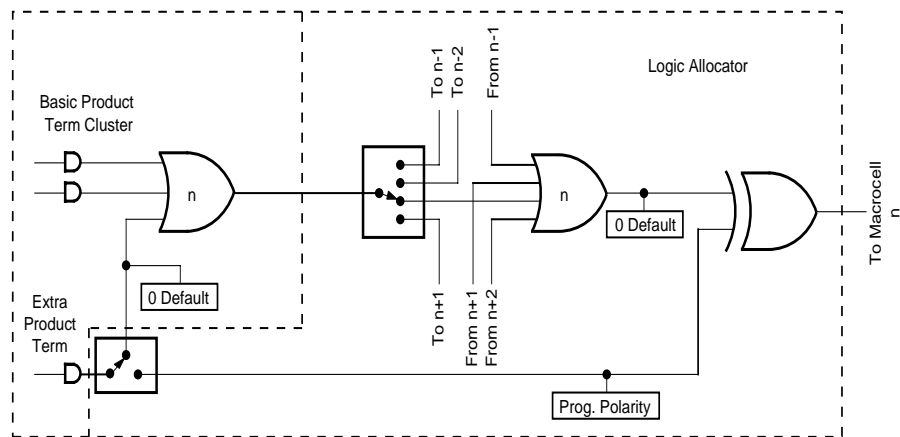 To n-1
To n-2
From n-1
Logic Allocator
Basic Product
Term Cluster
n
n
0 Default
To Macrocell
n
0 Default
Extra
Product
Term
To n+1
From n+1
From n+2
Prog. Polarity